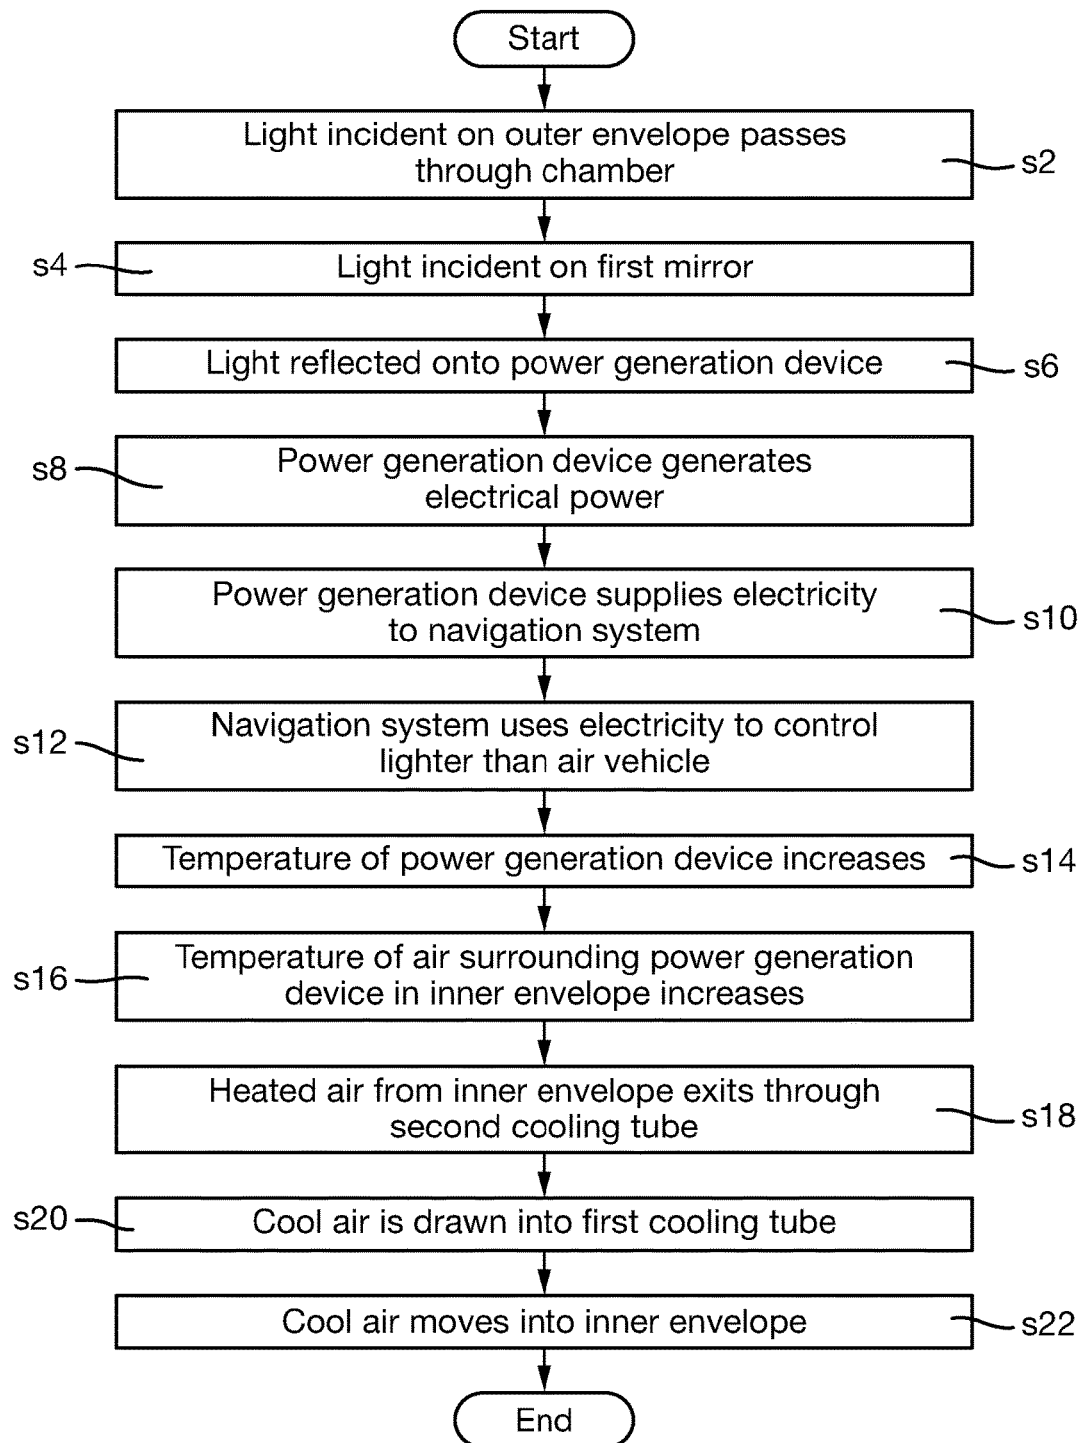 Start
Light incident on outer envelope passes
through chamber
s2
s4
Light incident on first mirror
Light reflected onto power generation device
s6
s8
Power generation device generates
electrical power
Power generation device supplies electricity
to navigation system
s10
s12
Navigation system uses electricity to control
lighter than air vehicle
Temperature of power generation device increases
s14
s16
Temperature of air surrounding power generation
device in inner envelope increases
Heated air from inner envelope exits through
second cooling tube
s18
s20
Cool air is drawn into first cooling tube
Cool air moves into inner envelope
s22
End